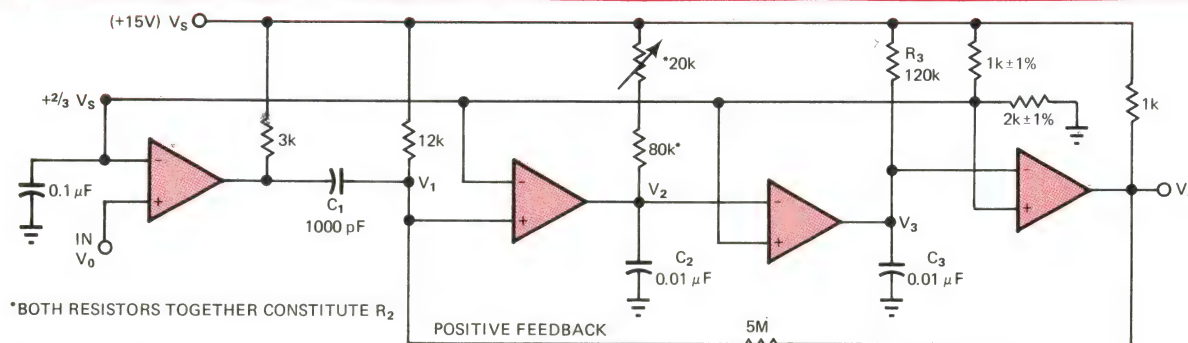 (+15V) Vs
+2/3 Vs
0.1 µF
IN
V0
-
+
3k
C1
1000 pF
12k
V1
-
+
*20k
80k*
V2
C2
0.01 µF
-
+
R3
120k
V3
C3
0.01 µF
1k±1%
2k±1%
-
+
1k
V
*BOTH RESISTORS TOGETHER CONSTITUTE R2
POSITIVE FEEDBACK
5M